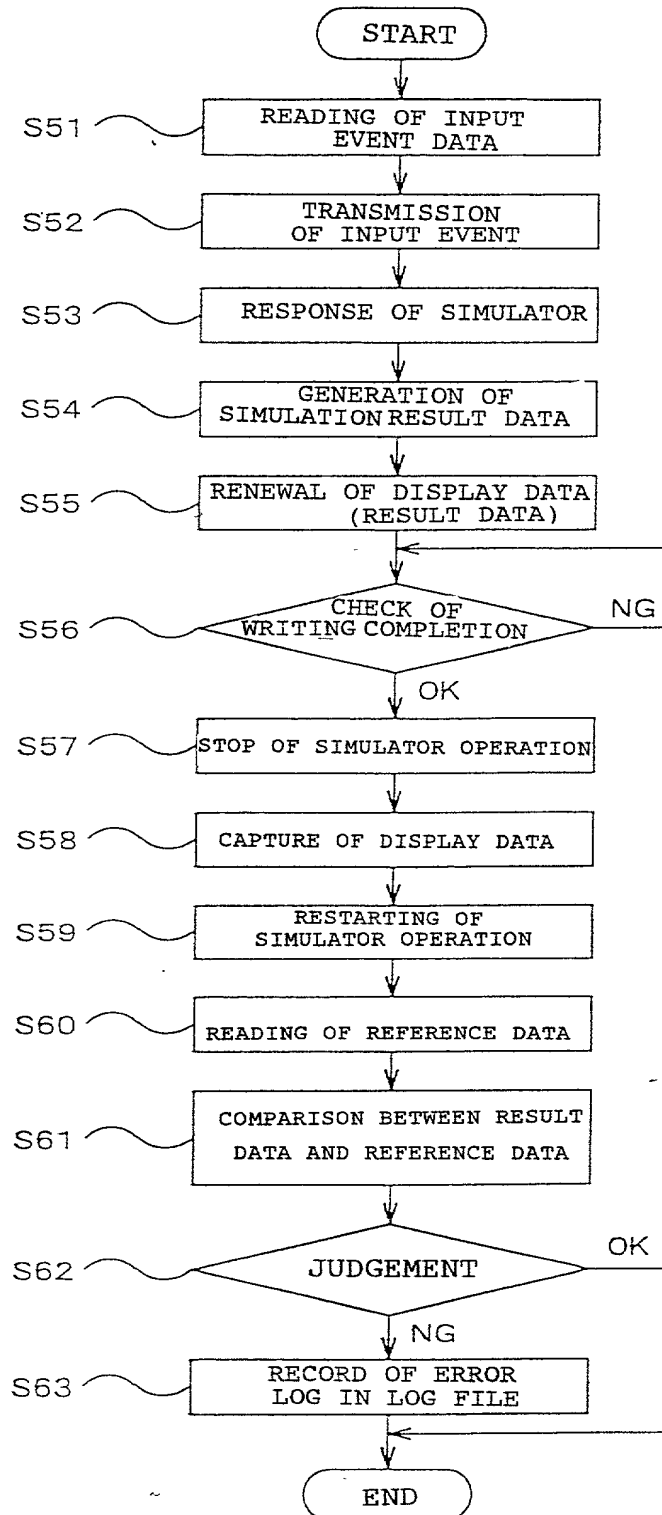 START
S51
READING OF INPUT
EVENT DATA
S52
TRANSMISSION
OF INPUT EVENT
S53
RESPONSE OF SIMULATOR
S54
GENERATION OF
SIMULATION RESULT DATA
S55
RENEWAL OF DISPLAY DATA
(RESULT DATA)
S56
CHECK OF
WRITING COMPLETION
NG
OK
S57
STOP OF SIMULATOR OPERATION
S58
CAPTURE OF DISPLAY DATA
S59
RESTARTING OF
SIMULATOR OPERATION
S60
READING OF REFERENCE DATA
S61
COMPARISON BETWEEN RESULT
DATA AND REFERENCE DATA
S62
JUDGEMENT
OK
NG
S63
RECORD OF ERROR
LOG IN LOG FILE
END